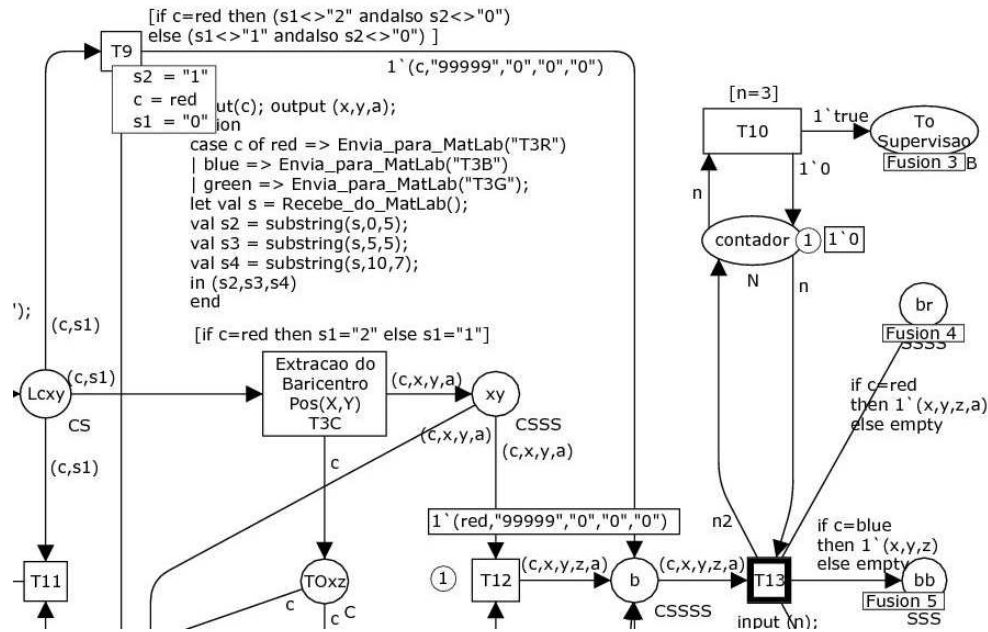 [if c=red then (s1<>"2" andalso s2<>"0")
else (s1<>"1" andalso s2<>"0") ]
T9
1`(c,"99999","0","0","0")
s2 = "1"
c = red
s1 = "0"
ut(c); output (x,y,a);
ion
case c of red => Envia_para_MatLab("T3R")
| blue => Envia_para_MatLab("T3B")
| green => Envia_para_MatLab("T3G");
let val s = Recebe_do_MatLab();
val s2 = substring(s,0,5);
val s3 = substring(s,5,5);
val s4 = substring(s,10,7);
in (s2,s3,s4)
end
[n=3]
T10
1`true
To
Supervisao
Fusion 3
B
1`0
n
contador
1
1`0
N
n
');
(c,s1)
[if c=red then s1="2" else s1="1"]
br
Fusion 4
SSSS
Lcxy
(c,s1)
CS
(c,s1)
Extracao do
Baricentro
Pos(X,Y)
T3C
(c,x,y,a)
xy
CSSS
(c,x,y,a)
(c,x,y,a)
c
if c=red
then 1`(x,y,z,a)
else empty
1`(red,"99999","0","0","0")
n2
if c=blue
then 1`(x,y,z)
else empty
T11
TOxz
c
C
c
1
T12
(c,x,y,z,a)
b
(c,x,y,z,a)
CSSSS
T13
bb
Fusion 5
SSS
input (n);